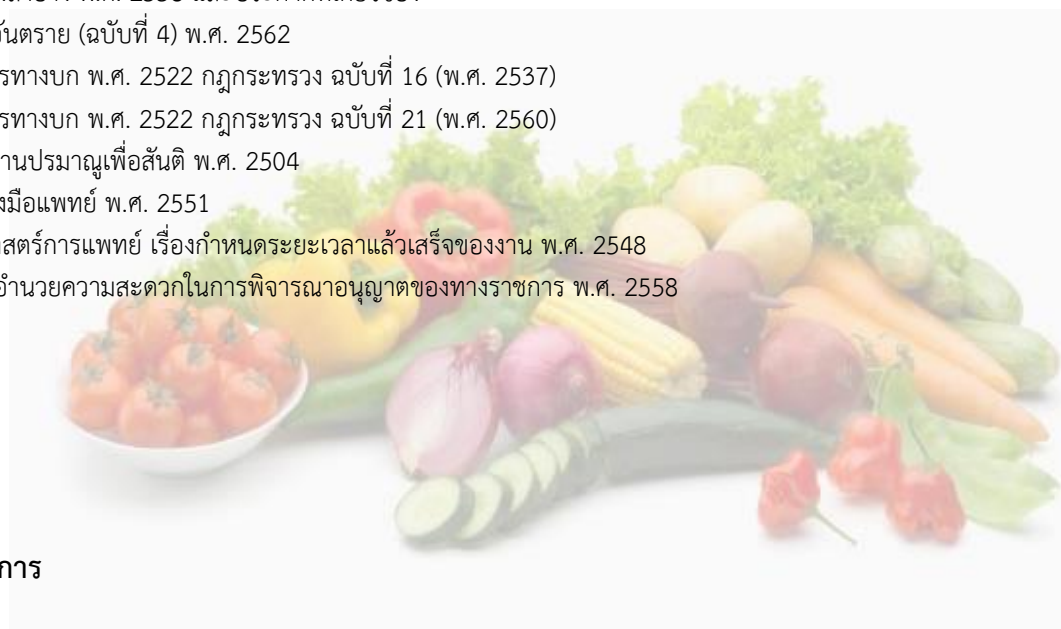 พ.ศ. 2562
อันตราย (ฉบับที่ 4) พ.ศ. 2562
รทางบก พ.ศ. 2522 กฎกระทรวง ฉบับที่ 16 (พ.ศ. 2537)
รทางบก พ.ศ. 2522 กฎกระทรวง ฉบับที่ 21 (พ.ศ. 2560)
านปรมาณูเพื่อสันติ พ.ศ. 2504
งมือแพทย์ พ.ศ. 2551
าสตร์การแพทย์ เรื่องกำหนดระยะเวลาแล้วเสร็จของงาน พ.ศ. 2548
อำนวยความสะดวกในการพิจารณาอนุญาตของทางราชการ พ.ศ. 2558
การ